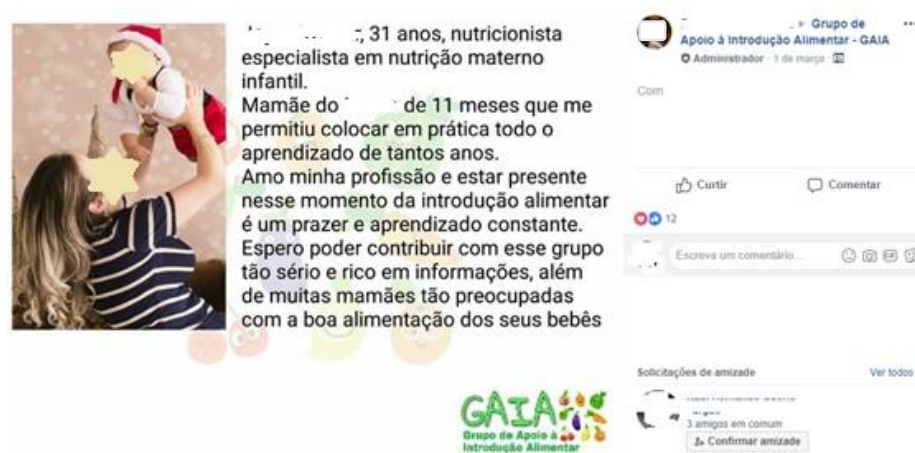 , 31 anos, nutricionista
especialista em nutrição materno
infantil.
Mamãe do de 11 meses que me
permitiu colocar em prática todo o
aprendizado de tantos anos.
Amo minha profissão e estar presente
nesse momento da introdução alimentar
é um prazer e aprendizado constante.
Espero poder contribuir com esse grupo
tão sério e rico em informações, além
de muitas mamães tão preocupadas
com a boa alimentação dos seus bebês
GAIA
Grupo de Apoio à
Introdução Alimentar
Grupo de
Apoio à Introdução Alimentar - GAIA
Administrador · 1 de março
Com
Curtir Comentar
12
Escreva um comentário...
Solicitações de amizade Ver todos
3 amigos em comum
Confirmar amizade